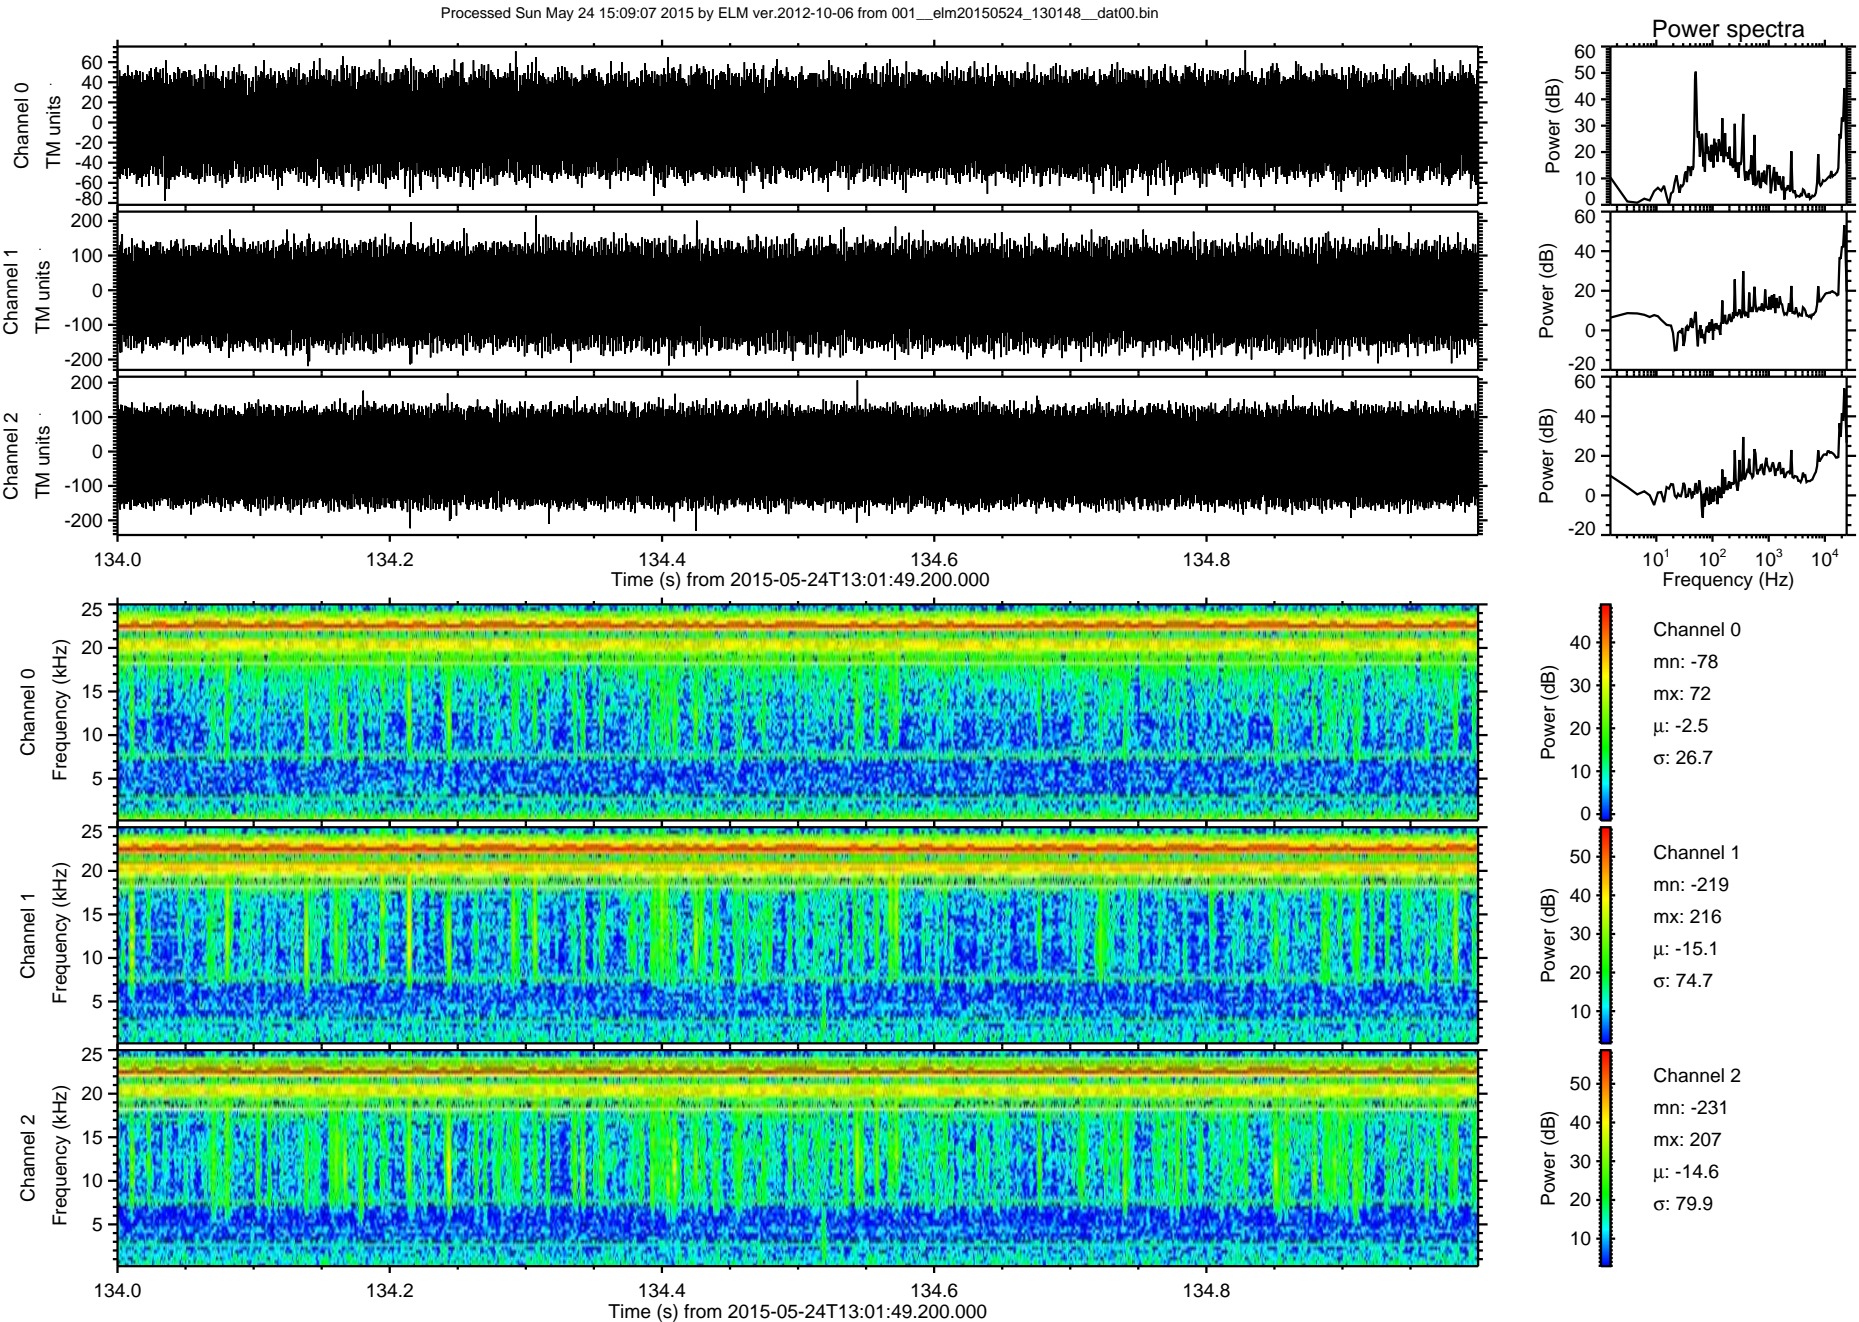 Processed Sun May 24 15:09:07 2015 by ELM ver.2012-10-06 from 001__elm20150524_130148__dat00.bin
Power spectra
Channel 0
TM units
60
40
20
0
-20
-40
-60
-80
Power (dB)
60
50
40
30
20
10
0
Channel 1
TM units
200
100
0
-100
-200
Power (dB)
60
40
20
0
-20
Channel 2
TM units
200
100
0
-100
-200
Power (dB)
60
40
20
0
-20
134.0 134.2 134.4 134.6 134.8
Time (s) from 2015-05-24T13:01:49.200.000
10^1 10^2 10^3 10^4
Frequency (Hz)
Channel 0
Frequency (kHz)
25
20
15
10
5
Power (dB)
40
30
20
10
0
Channel 0
mn: -78
mx: 72
μ: -2.5
σ: 26.7
Channel 1
Frequency (kHz)
25
20
15
10
5
Power (dB)
50
40
30
20
10
Channel 1
mn: -219
mx: 216
μ: -15.1
σ: 74.7
Channel 2
Frequency (kHz)
25
20
15
10
5
Power (dB)
50
40
30
20
10
Channel 2
mn: -231
mx: 207
μ: -14.6
σ: 79.9
134.0 134.2 134.4 134.6 134.8
Time (s) from 2015-05-24T13:01:49.200.000